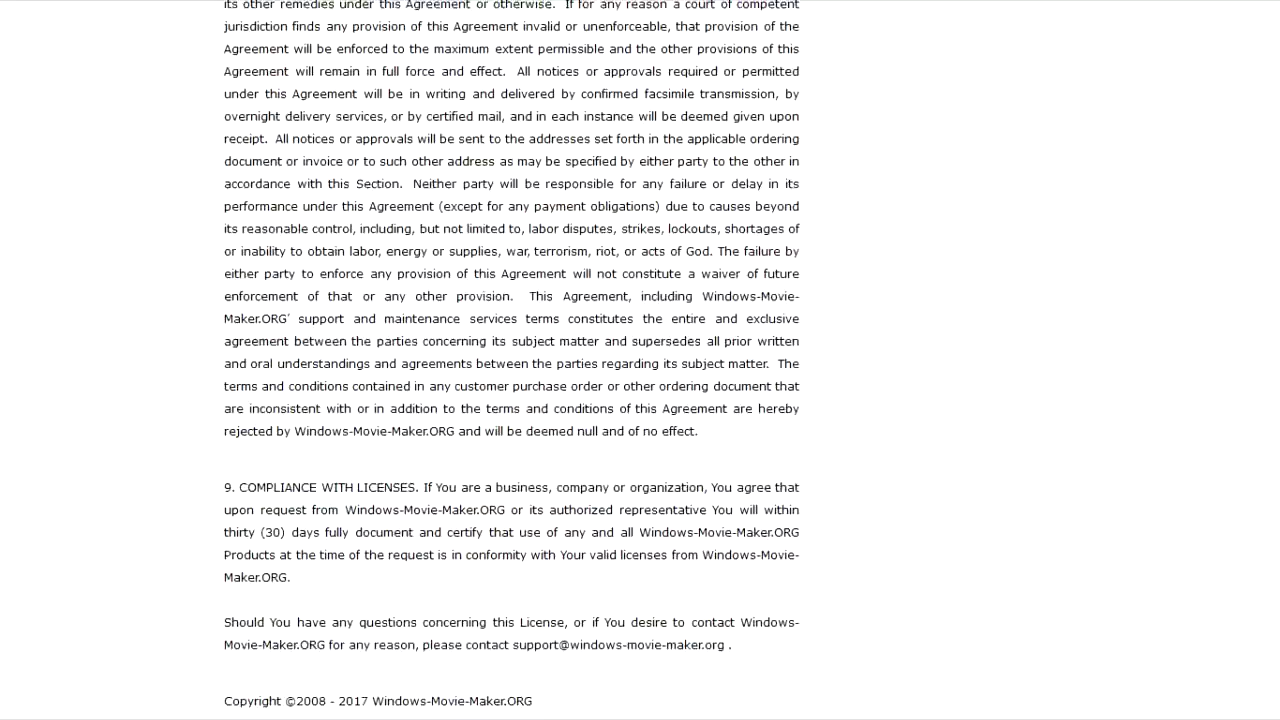 its other remedies under this Agreement or otherwise.  If for any reason a court of competent
jurisdiction finds any provision of this Agreement invalid or unenforceable, that provision of the
Agreement will be enforced to the maximum extent permissible and the other provisions of this
Agreement will remain in full force and effect.  All notices or approvals required or permitted
under this Agreement will be in writing and delivered by confirmed facsimile transmission, by
overnight delivery services, or by certified mail, and in each instance will be deemed given upon
receipt.  All notices or approvals will be sent to the addresses set forth in the applicable ordering
document or invoice or to such other address as may be specified by either party to the other in
accordance with this Section.  Neither party will be responsible for any failure or delay in its
performance under this Agreement (except for any payment obligations) due to causes beyond
its reasonable control, including, but not limited to, labor disputes, strikes, lockouts, shortages of
or inability to obtain labor, energy or supplies, war, terrorism, riot, or acts of God. The failure by
either party to enforce any provision of this Agreement will not constitute a waiver of future
enforcement of that or any other provision.  This Agreement, including Windows-Movie-
Maker.ORG’ support and maintenance services terms constitutes the entire and exclusive
agreement between the parties concerning its subject matter and supersedes all prior written
and oral understandings and agreements between the parties regarding its subject matter.  The
terms and conditions contained in any customer purchase order or other ordering document that
are inconsistent with or in addition to the terms and conditions of this Agreement are hereby
rejected by Windows-Movie-Maker.ORG and will be deemed null and of no effect.
9. COMPLIANCE WITH LICENSES. If You are a business, company or organization, You agree that
upon request from Windows-Movie-Maker.ORG or its authorized representative You will within
thirty (30) days fully document and certify that use of any and all Windows-Movie-Maker.ORG
Products at the time of the request is in conformity with Your valid licenses from Windows-Movie-
Maker.ORG.
Should You have any questions concerning this License, or if You desire to contact Windows-
Movie-Maker.ORG for any reason, please contact support@windows-movie-maker.org .
Copyright ©2008 - 2017 Windows-Movie-Maker.ORG